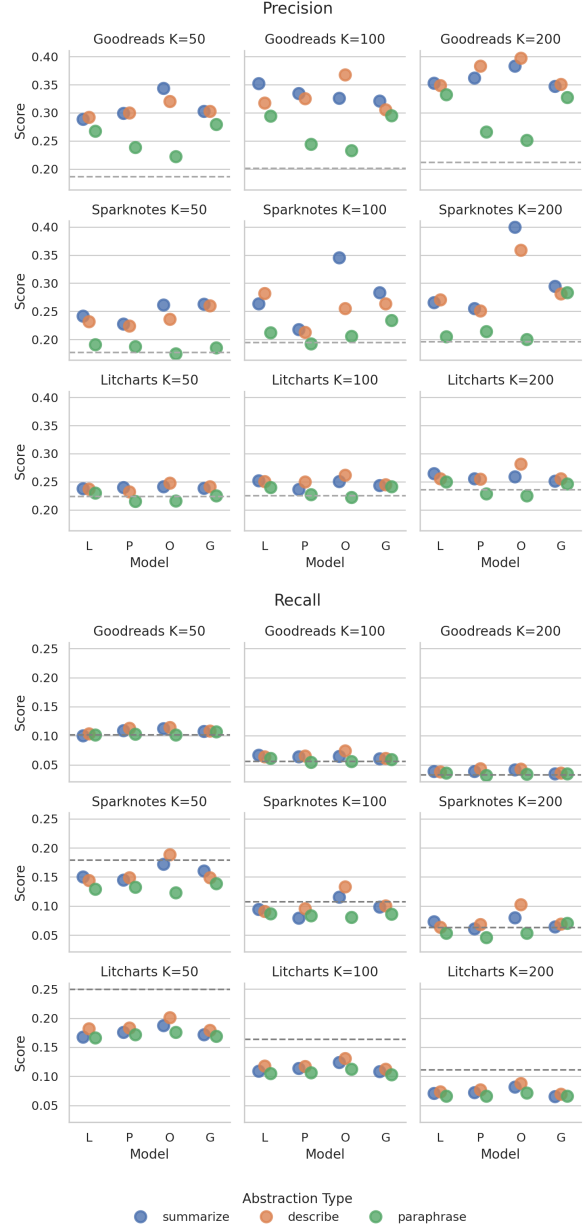 Precision
Goodreads K=50 Goodreads K=100 Goodreads K=200
0.40
0.35
0.30
0.25
0.20
Score
Sparknotes K=50 Sparknotes K=100 Sparknotes K=200
0.40
0.35
0.30
0.25
0.20
Score
Litcharts K=50 Litcharts K=100 Litcharts K=200
0.40
0.35
0.30
0.25
0.20
Score
L P O G L P O G L P O G
Model Model Model
Recall
Goodreads K=50 Goodreads K=100 Goodreads K=200
0.25
0.20
0.15
0.10
0.05
Score
Sparknotes K=50 Sparknotes K=100 Sparknotes K=200
0.25
0.20
0.15
0.10
0.05
Score
Litcharts K=50 Litcharts K=100 Litcharts K=200
0.25
0.20
0.15
0.10
0.05
Score
L P O G L P O G L P O G
Model Model Model
Abstraction Type
summarize describe paraphrase